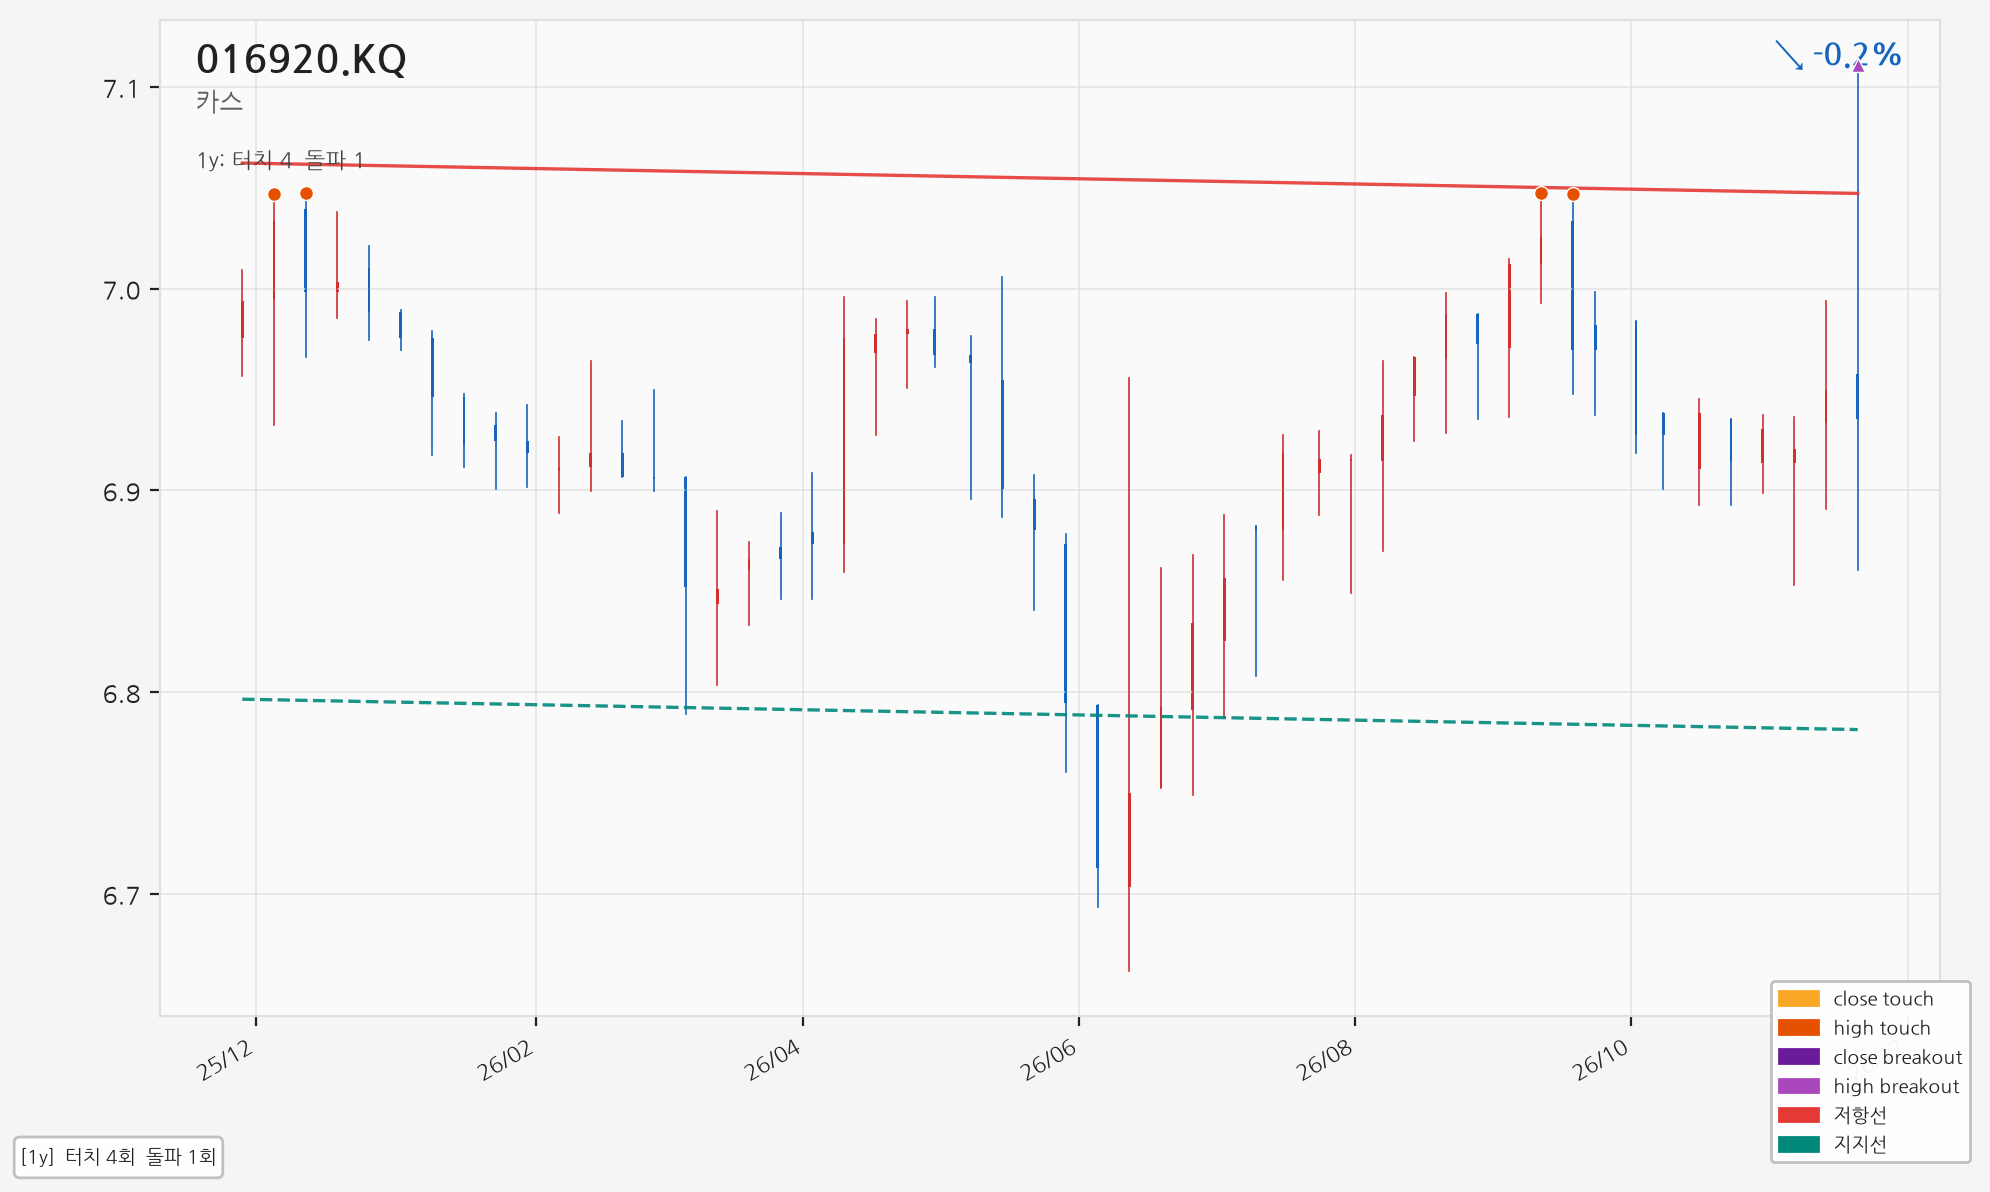 016920.KQ
카스
1y: 터치 4 돌파 1
-0.2%
7.1
7.0
6.9
6.8
6.7
25/12
26/02
26/04
26/06
26/08
26/10
close touch
high touch
close breakout
high breakout
저항선
지지선
[1y] 터치 4회 돌파 1회